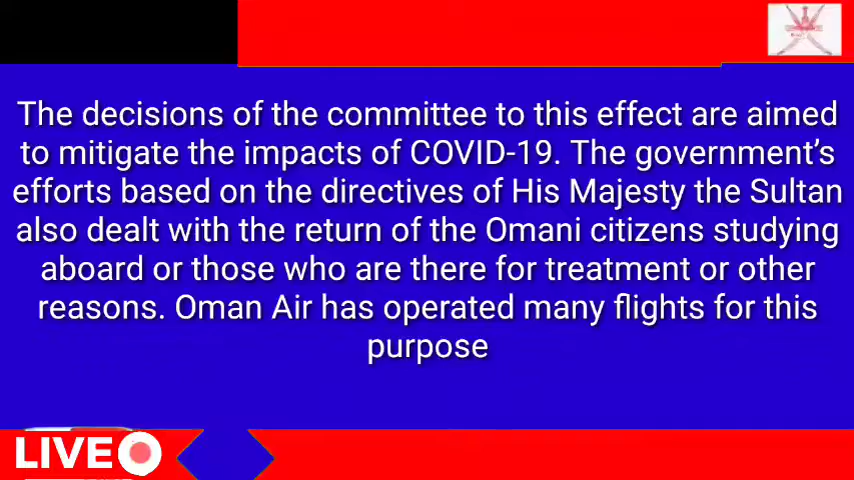 The decisions of the committee to this effect are aimed
to mitigate the impacts of COVID-19. The government’s
efforts based on the directives of His Majesty the Sultan
also dealt with the return of the Omani citizens studying
aboard or those who are there for treatment or other
reasons. Oman Air has operated many flights for this
purpose
LIVE